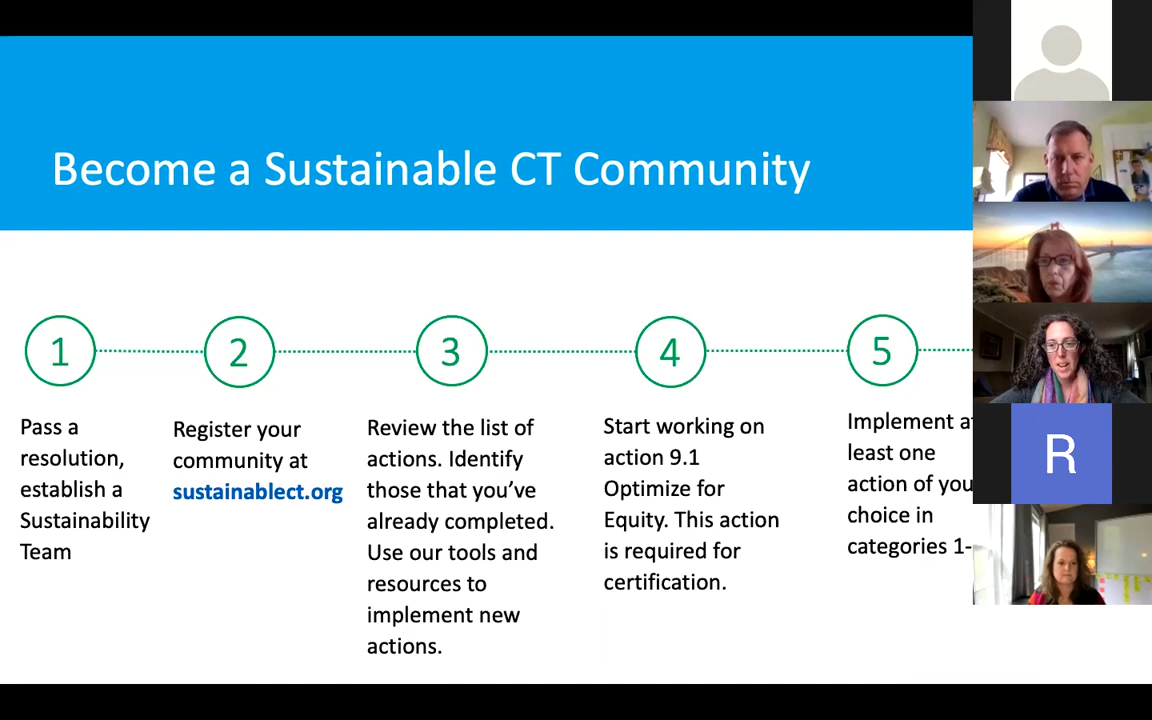 Become a Sustainable CT Community
1
2
3
4
5
Pass a
resolution,
establish a
Sustainability
Team
Register your
community at
sustainablect.org
Review the list of
actions. Identify
those that you've
already completed.
Use our tools and
resources to
implement new
actions.
Start working on
action 9.1
Optimize for
Equity. This action
is required for
certification.
Implement at
least one
action of you
choice in
categories 1-
R